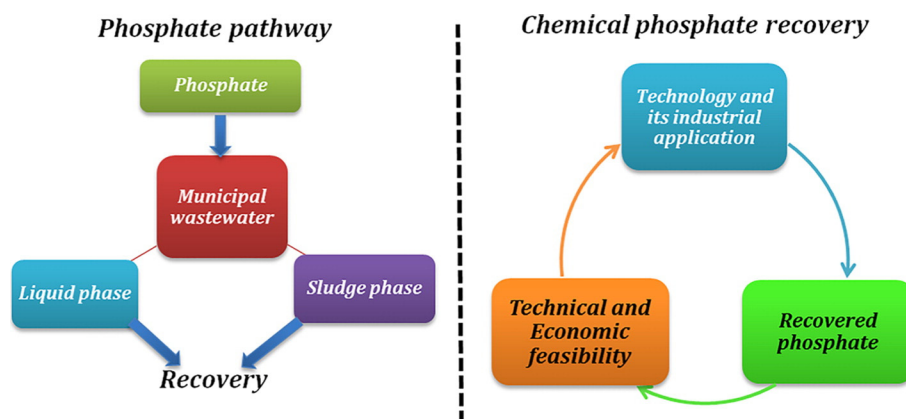 Phosphate pathway
Phosphate
Municipal
wastewater
Liquid phase
Sludge phase
Recovery
Chemical phosphate recovery
Technology and
its industrial
application
Technical and
Economic
feasibility
Recovered
phosphate